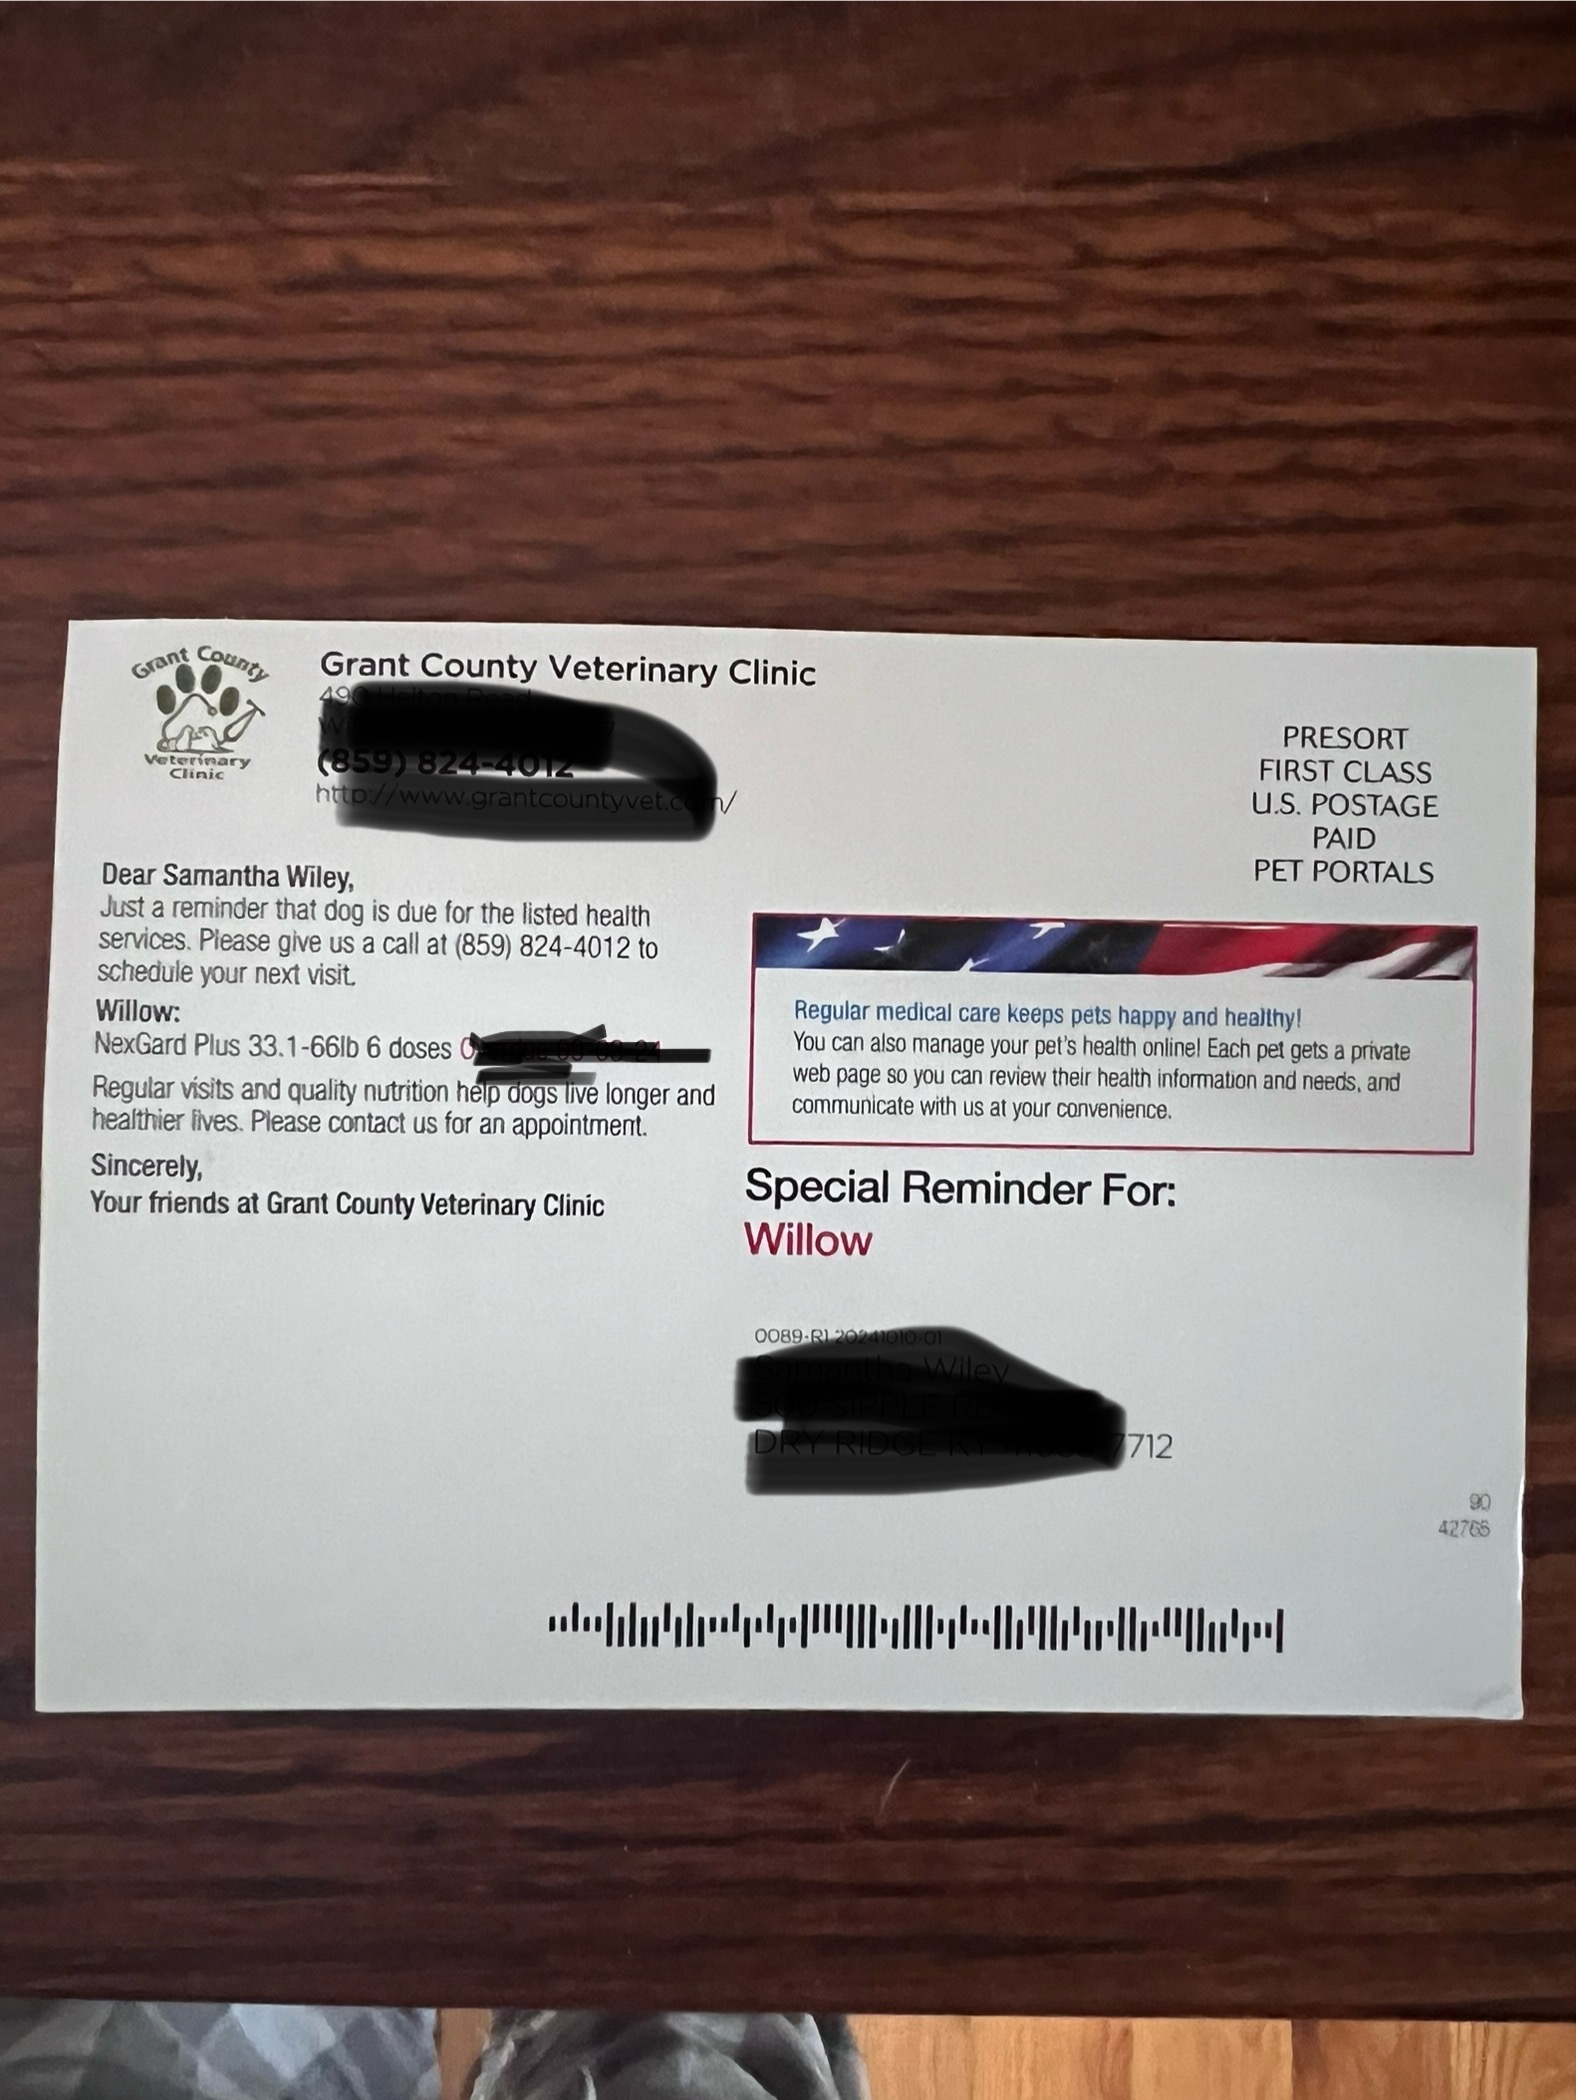 Grant County
Veterinary
Clinic
Grant County Veterinary Clinic
(859) 824-4012
Dear Samantha Wiley,
Just a reminder that dog is due for the listed health
services. Please give us a call at (859) 824-4012 to
schedule your next visit.
Willow:
NexGard Plus 33.1-66lb 6 doses
Regular visits and quality nutrition help dogs live longer and
healthier lives. Please contact us for an appointment.
Sincerely,
Your friends at Grant County Veterinary Clinic
PRESORT
FIRST CLASS
U.S. POSTAGE
PAID
PET PORTALS
Regular medical care keeps pets happy and healthy!
You can also manage your pet's health online! Each pet gets a private
web page so you can review their health information and needs, and
communicate with us at your convenience.
Special Reminder For:
Willow
0089-R1
7712
90
42765